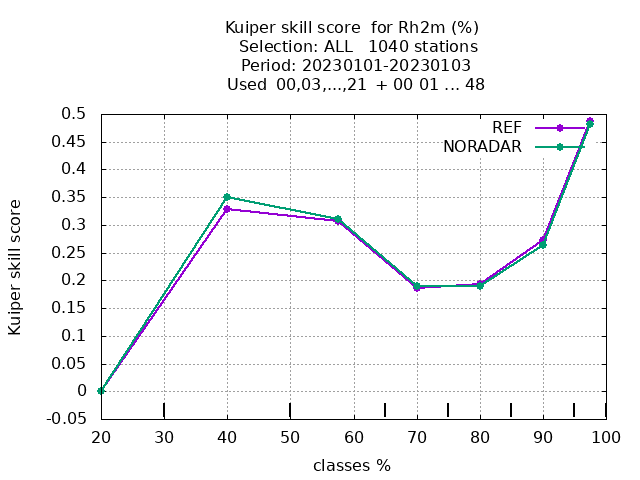 Kuiper skill score  for Rh2m (%)
Selection: ALL   1040 stations
Period: 20230101-20230103
Used  00,03,...,21  + 00 01 ... 48
0.5
0.45
0.4
0.35
0.3
0.25
0.2
0.15
0.1
0.05
0
-0.05
Kuiper skill score
REF
NORADAR
20 30 40 50 60 70 80 90 100
classes %